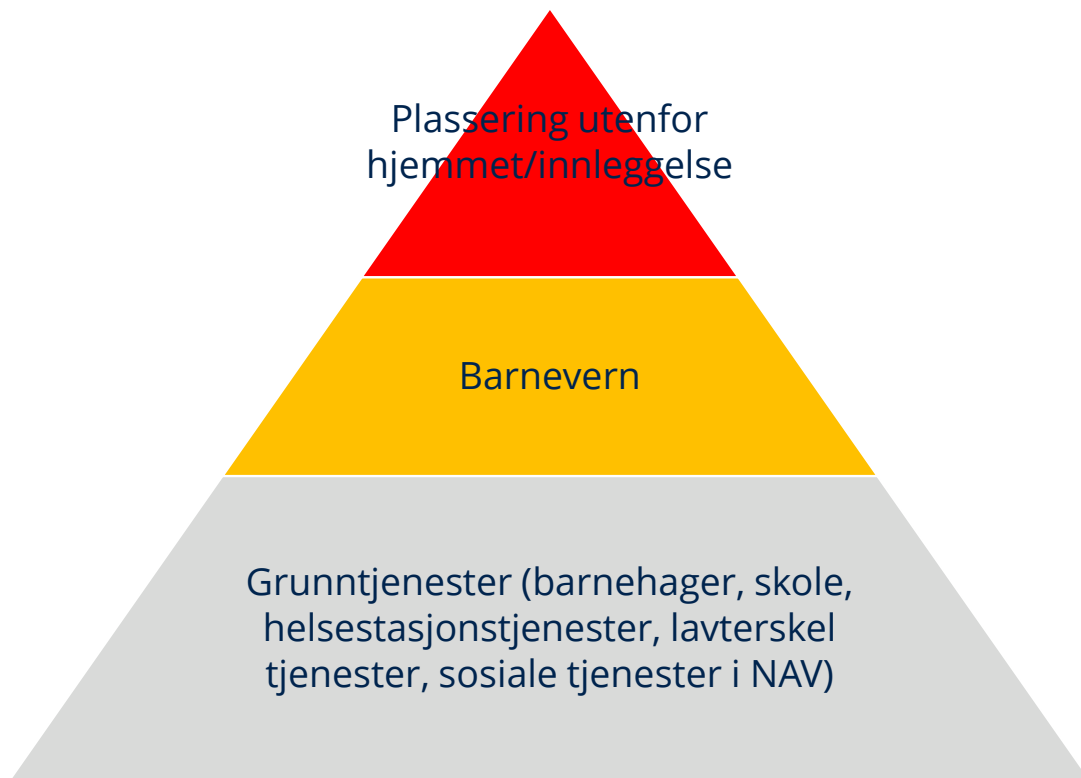 Plassering utenfor
hjemmet/innleggelse
Barnevern
Grunntjenester (barnehager, skole,
helsestasjonstjenester, lavterskel
tjenester, sosiale tjenester i NAV)